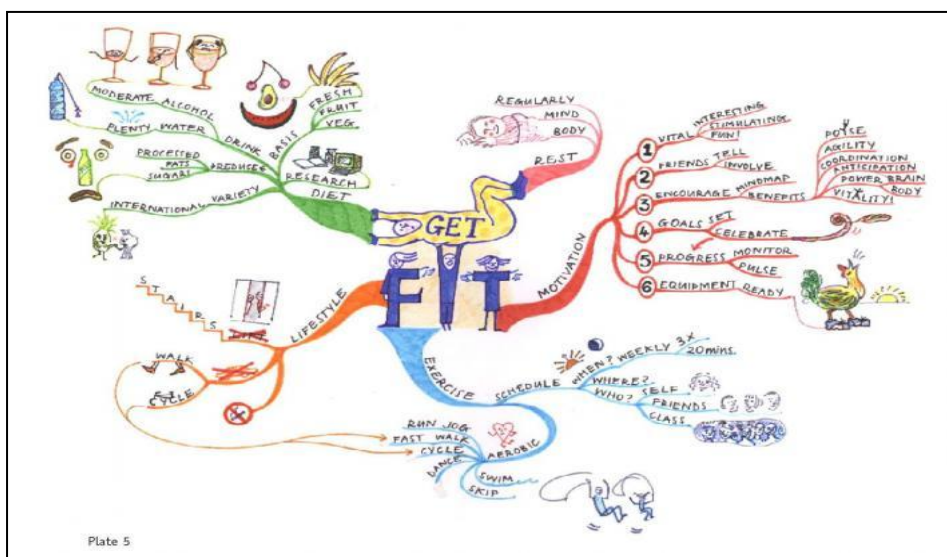 GET
FIT
DIET
BASIS
FRESH
FRUIT
VEG
RESEARCH
DRINK
MODERATE ALCOHOL
PLENTY WATER
REDUSE
PROCESSED
FATS
SUGARS
VARIETY
INTERNATIONAL
REST
REGULARLY
MIND
BODY
MOTIVATION
1 VITAL
INTERESTING
STIMULATING
FUN!
2 FRIENDS TELL
INVOLVE
3 ENCOURAGE MINDMAP
BENEFITS
POISE
AGILITY
COORDINATION
ANTICIPATION
POWER BRAIN
BODY
VITALITY!
4 GOALS SET
CELEBRATE
5 PROGRESS MONITOR
PULSE
6 EQUIPMENT READY
EXERCISE
SCHEDULE
WHEN? WEEKLY 3X
20 mins
WHERE?
WHO? SELF
FRIENDS
CLASS
AEROBIC
RUN JOG
FAST WALK
CYCLE
DANCE
SWIM
SKIP
LIFESTYLE
STAIRS
WALK
CYCLE
Plate 5